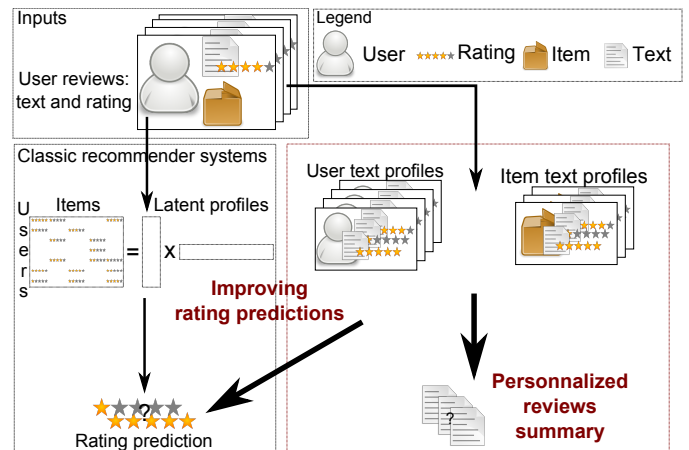 Inputs
User reviews:
text and rating
Legend
User
Rating
Item
Text
Classic recommender systems
Items
Latent profiles
Users
=
x
Rating prediction
?
User text profiles
Item text profiles
Improving
rating predictions
Personnalized
reviews
summary
?